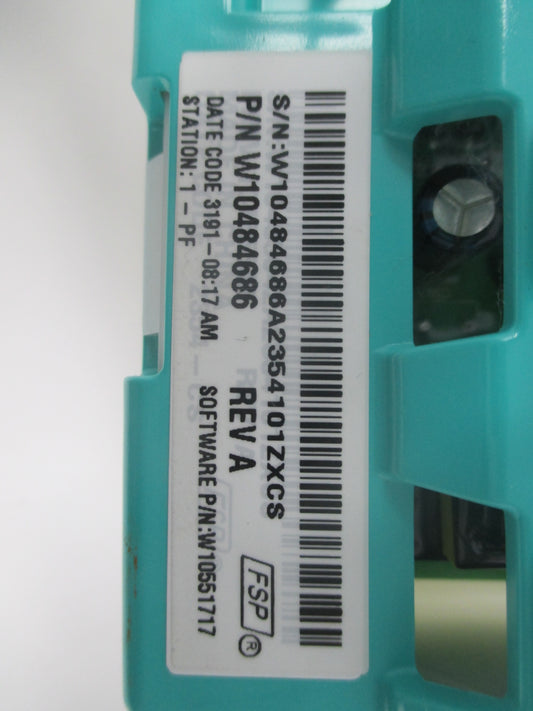 S/N:W10484686A2354101ZXCS
P/N W10484686 REV A
FSP ®
DATE CODE 3191-08:17 AM SOFTWARE P/N:W10551717
STATION: 1 - PF